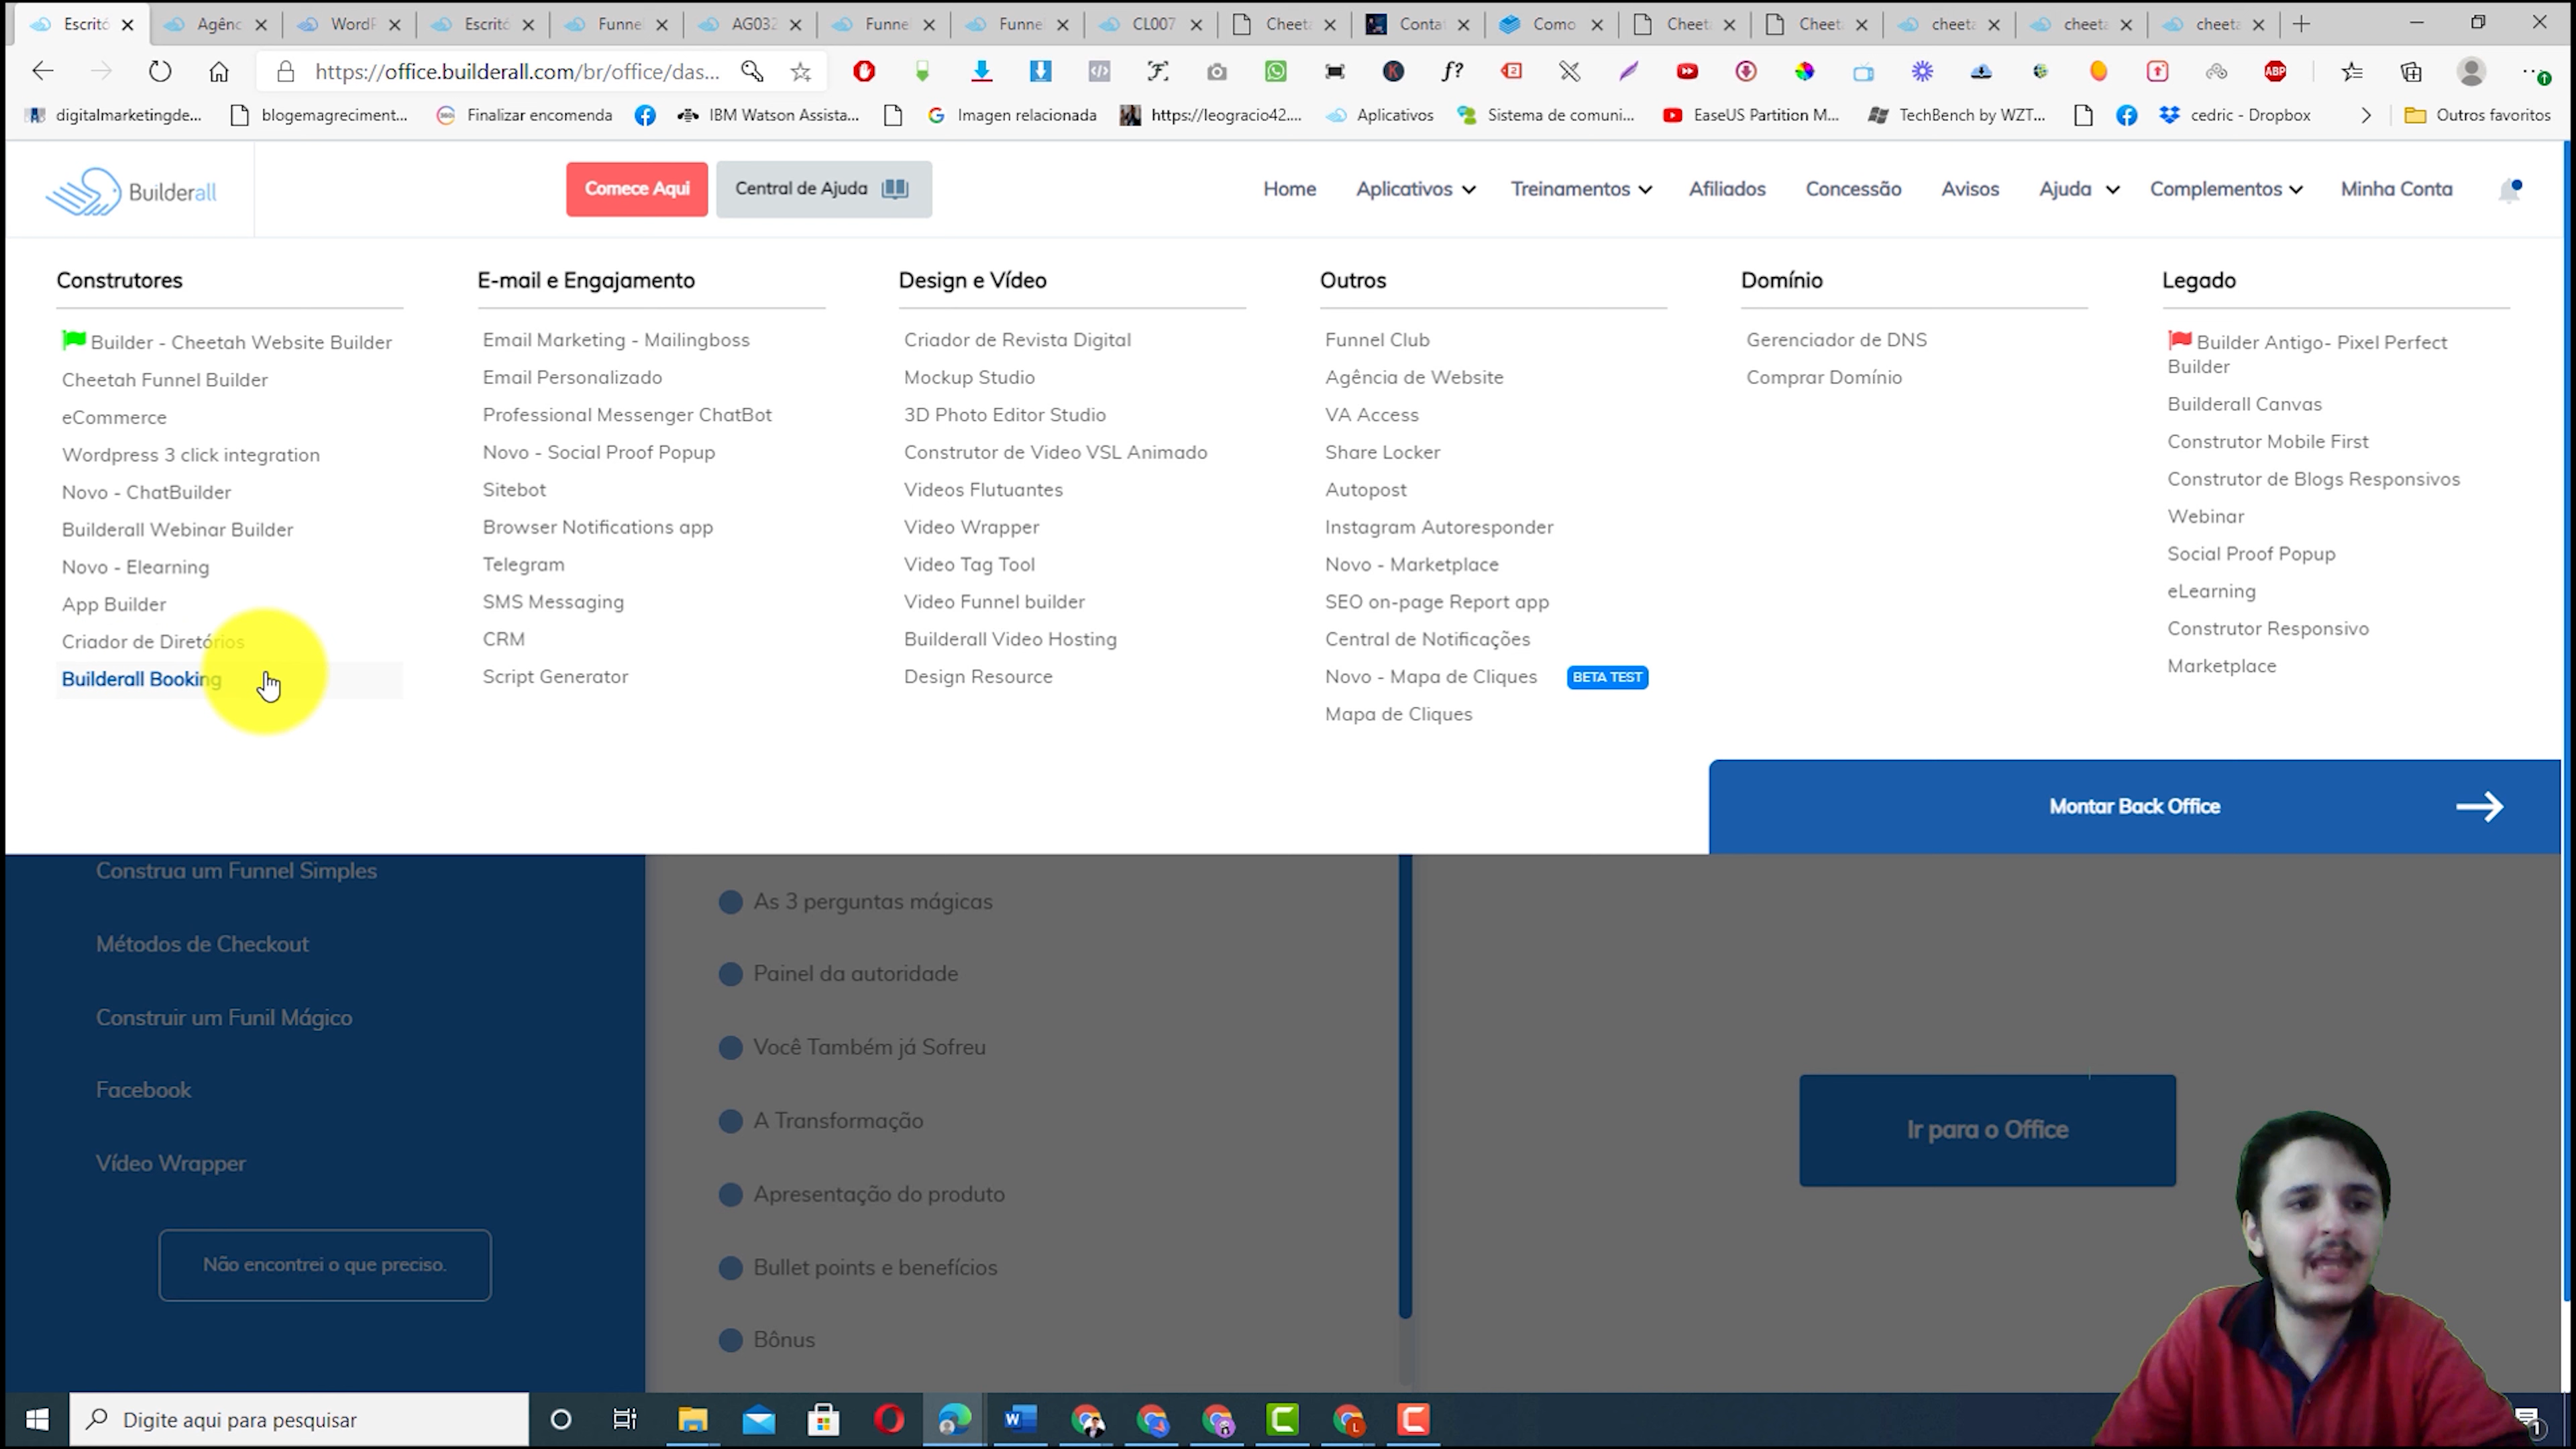 Escritó
Agênc
WordP
Escritó
Funne
AG032
Funne
Funne
CL007
Cheeta
Contat
Como
Cheeta
Cheeta
cheeta
cheeta
cheeta
https://office.builderall.com/br/office/das...
digitalmarketingde...
blogemagreciment...
Finalizar encomenda
IBM Watson Assista...
Imagen relacionada
https://leogracio42....
Aplicativos
Sistema de comuni...
EaseUS Partition M...
TechBench by WZT...
cedric - Dropbox
Outros favoritos
Builderall
Comece Aqui
Central de Ajuda
Home
Aplicativos
Treinamentos
Afiliados
Concessão
Avisos
Ajuda
Complementos
Minha Conta
Construtores
Builder - Cheetah Website Builder
Cheetah Funnel Builder
eCommerce
Wordpress 3 click integration
Novo - ChatBuilder
Builderall Webinar Builder
Novo - Elearning
App Builder
Criador de Diretórios
Builderall Booking
E-mail e Engajamento
Email Marketing - Mailingboss
Email Personalizado
Professional Messenger ChatBot
Novo - Social Proof Popup
Sitebot
Browser Notifications app
Telegram
SMS Messaging
CRM
Script Generator
Design e Vídeo
Criador de Revista Digital
Mockup Studio
3D Photo Editor Studio
Construtor de Video VSL Animado
Videos Flutuantes
Video Wrapper
Video Tag Tool
Video Funnel builder
Builderall Video Hosting
Design Resource
Outros
Funnel Club
Agência de Website
VA Access
Share Locker
Autopost
Instagram Autoresponder
Novo - Marketplace
SEO on-page Report app
Central de Notificações
Novo - Mapa de Cliques
BETA TEST
Mapa de Cliques
Domínio
Gerenciador de DNS
Comprar Domínio
Legado
Builder Antigo- Pixel Perfect
Builder
Builderall Canvas
Construtor Mobile First
Construtor de Blogs Responsivos
Webinar
Social Proof Popup
eLearning
Construtor Responsivo
Marketplace
Montar Back Office
Construa um Funnel Simples
Métodos de Checkout
Construir um Funil Mágico
Facebook
Vídeo Wrapper
Não encontrei o que preciso.
As 3 perguntas mágicas
Painel da autoridade
Você Também já Sofreu
A Transformação
Apresentação do produto
Bullet points e benefícios
Bônus
Ir para o Office
Digite aqui para pesquisar